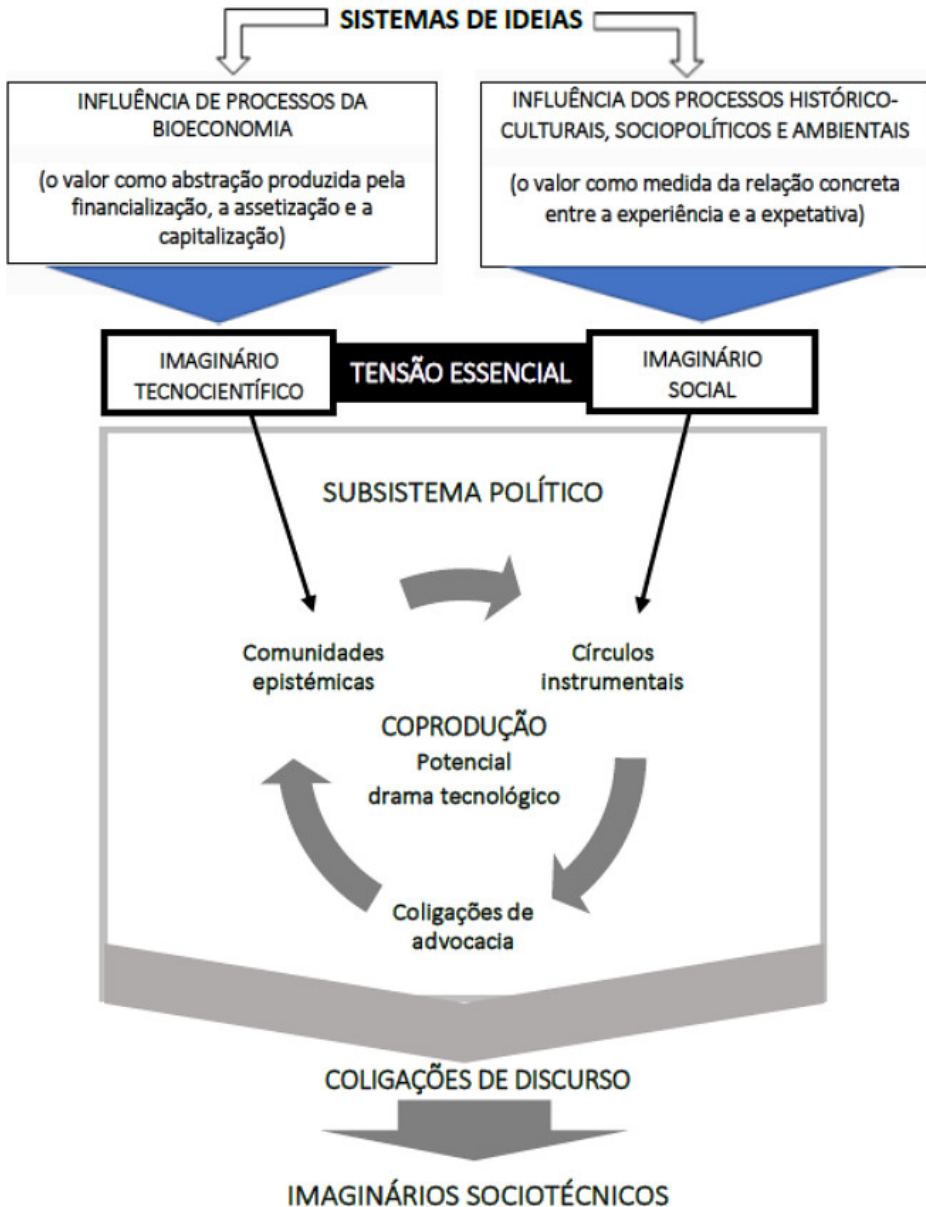 SISTEMAS DE IDEIAS
INFLUÊNCIA DE PROCESSOS DA
BIOECONOMIA
(o valor como abstração produzida pela
financialização, a assetização e a
capitalização)
INFLUÊNCIA DOS PROCESSOS HISTÓRICO-
CULTURAIS, SOCIOPOLÍTICOS E AMBIENTAIS
(o valor como medida da relação concreta
entre a experiência e a expetativa)
IMAGINÁRIO
TECNOCIENTÍFICO
TENSÃO ESSENCIAL
IMAGINÁRIO
SOCIAL
SUBSISTEMA POLÍTICO
Comunidades
epistémicas
Círculos
instrumentais
COPRODUÇÃO
Potencial
drama tecnológico
Coligações de
advocacia
COLIGAÇÕES DE DISCURSO
IMAGINÁRIOS SOCIOTÉCNICOS